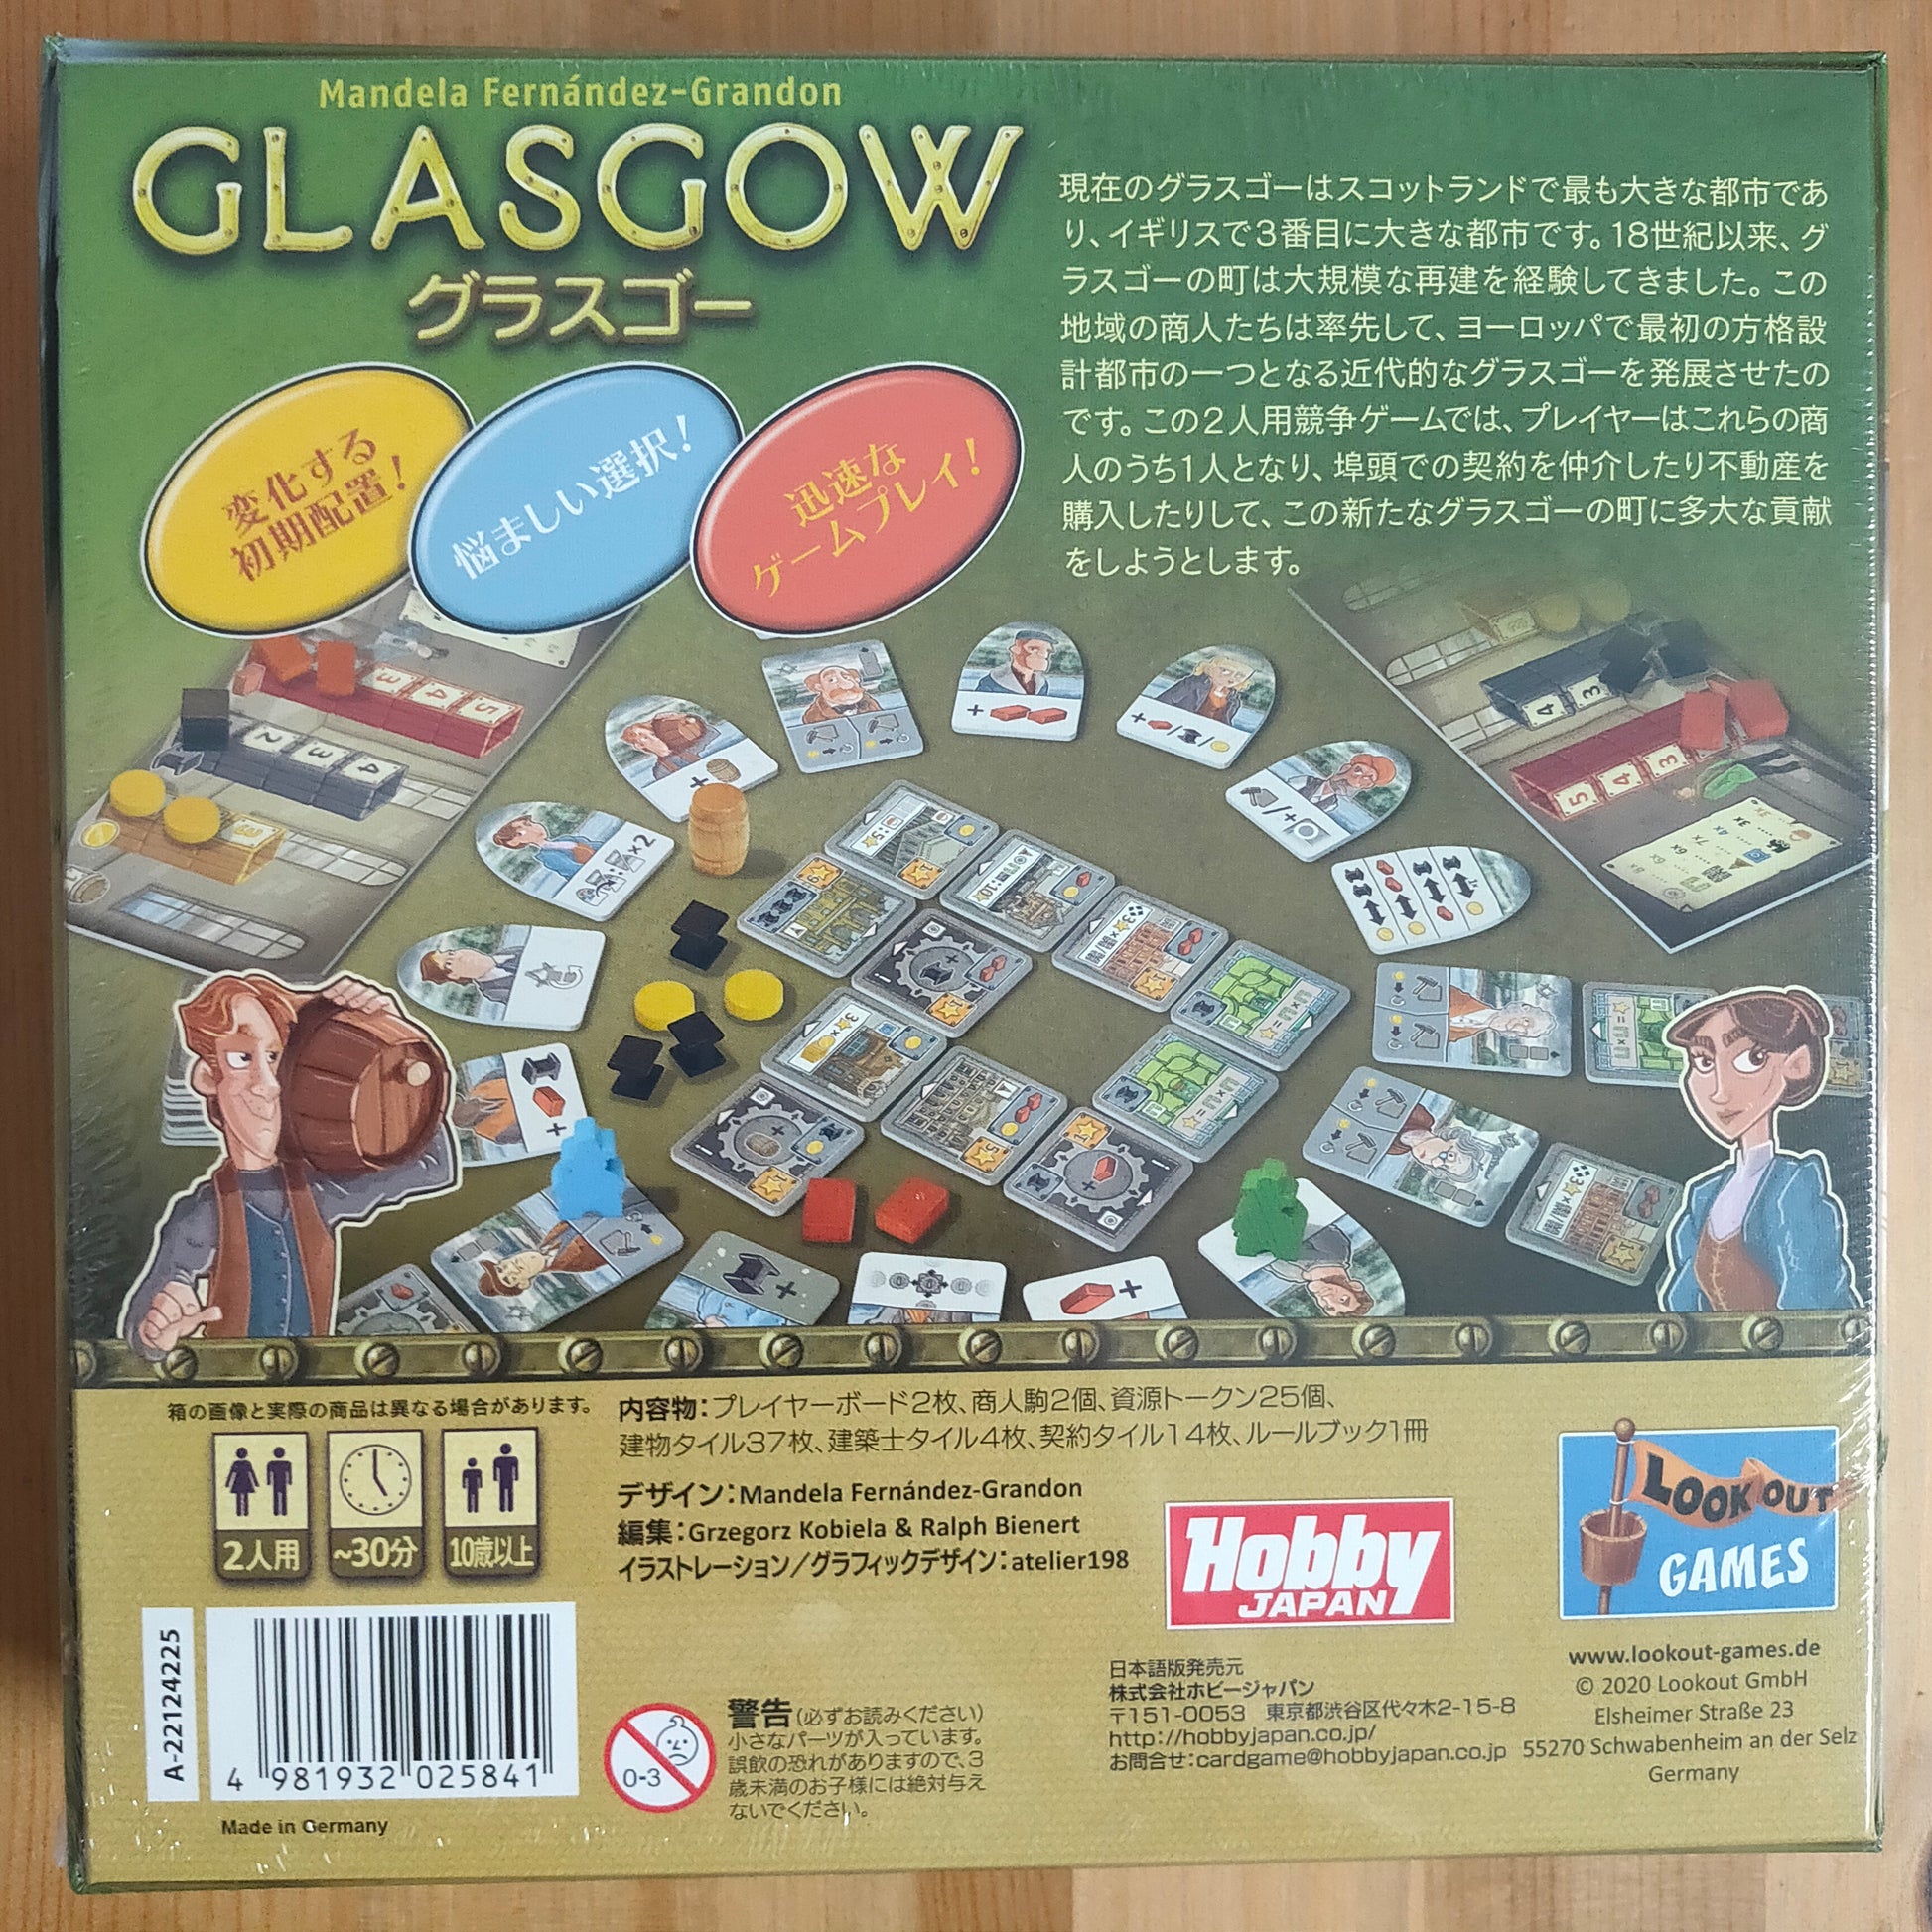 Mandela Fernández-Grandon
GLASGOW
グラスゴー
変化する
初期配置!
悩ましい選択!
迅速な
ゲームプレイ!
現在のグラスゴーはスコットランドで最も大きな都市であ
り、イギリスで3番目に大きな都市です。18世紀以来、グ
ラスゴーの町は大規模な再建を経験してきました。この
地域の商人たちは率先して、ヨーロッパで最初の方格設
計都市の一つとなる近代的なグラスゴーを発展させたの
です。この2人用競争ゲームでは、プレイヤーはこれらの商
人のうち1人となり、埠頭での契約を仲介したり不動産を
購入したりして、この新たなグラスゴーの町に多大な貢献
をしようとします。
箱の画像と実際の商品は異なる場合があります。
2人用
~30分
10歳以上
内容物:プレイヤーボード2枚、商人駒2個、資源トークン25個、
建物タイル37枚、建築士タイル4枚、契約タイル14枚、ルールブック1冊
デザイン:Mandela Fernández-Grandon
編集:Grzegorz Kobiela & Ralph Bienert
イラストレーション/グラフィックデザイン:atelier198
Hobby
JAPAN
LOOKOUT
GAMES
A-22124225
4 981932 025841
Made in Germany
0-3
警告(必ずお読みください)
小さなパーツが入っています。
誤飲の恐れがありますので、3
歳未満のお子様には絶対与え
ないでください。
日本語版発売元
株式会社ホビージャパン
〒151-0053 東京都渋谷区代々木2-15-8
http://hobbyjapan.co.jp/
お問合せ:cardgame@hobbyjapan.co.jp
www.lookout-games.de
© 2020 Lookout GmbH
Elsheimer Straße 23
55270 Schwabenheim an der Selz
Germany